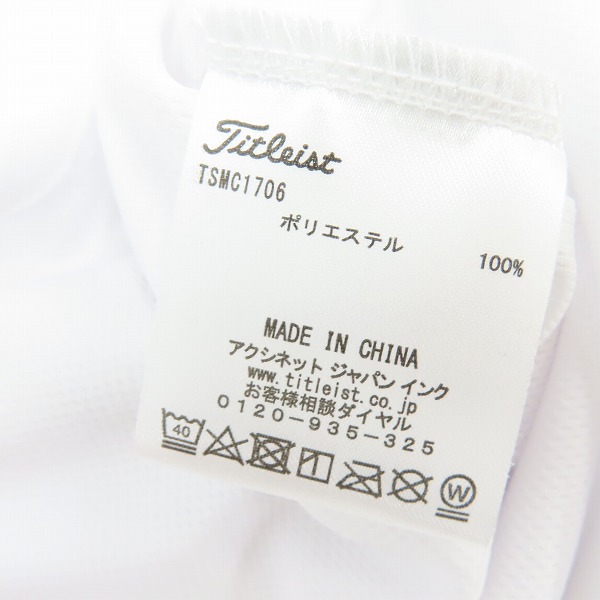 Titleist
TSMC1706
ポリエステル 100%
MADE IN CHINA
アクシネット ジャパン インク
www.titleist.co.jp
お客様相談ダイヤル
0120-935-325
40 W